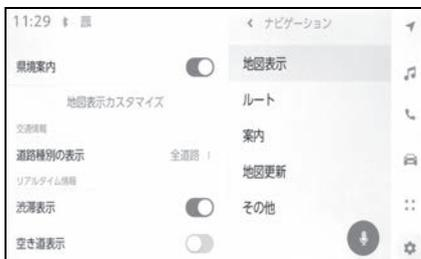 11:29
県境案内
地図表示カスタマイズ
交通情報
道路種別の表示 全道路
リアルタイム情報
渋滞表示
空き道表示
< ナビゲーション
地図表示
ルート
案内
地図更新
その他